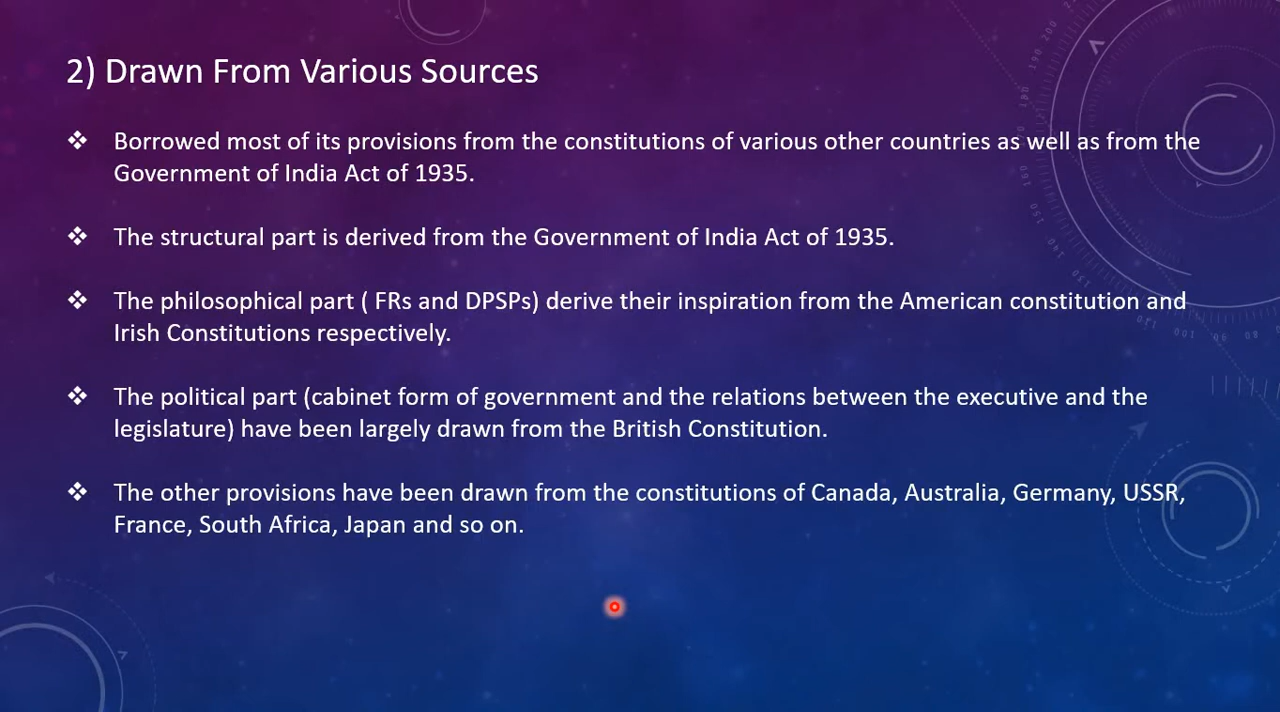 2) Drawn From Various Sources
❖ Borrowed most of its provisions from the constitutions of various other countries as well as from the
Government of India Act of 1935.
❖ The structural part is derived from the Government of India Act of 1935.
❖ The philosophical part ( FRs and DPSPs) derive their inspiration from the American constitution and
Irish Constitutions respectively.
❖ The political part (cabinet form of government and the relations between the executive and the
legislature) have been largely drawn from the British Constitution.
❖ The other provisions have been drawn from the constitutions of Canada, Australia, Germany, USSR,
France, South Africa, Japan and so on.